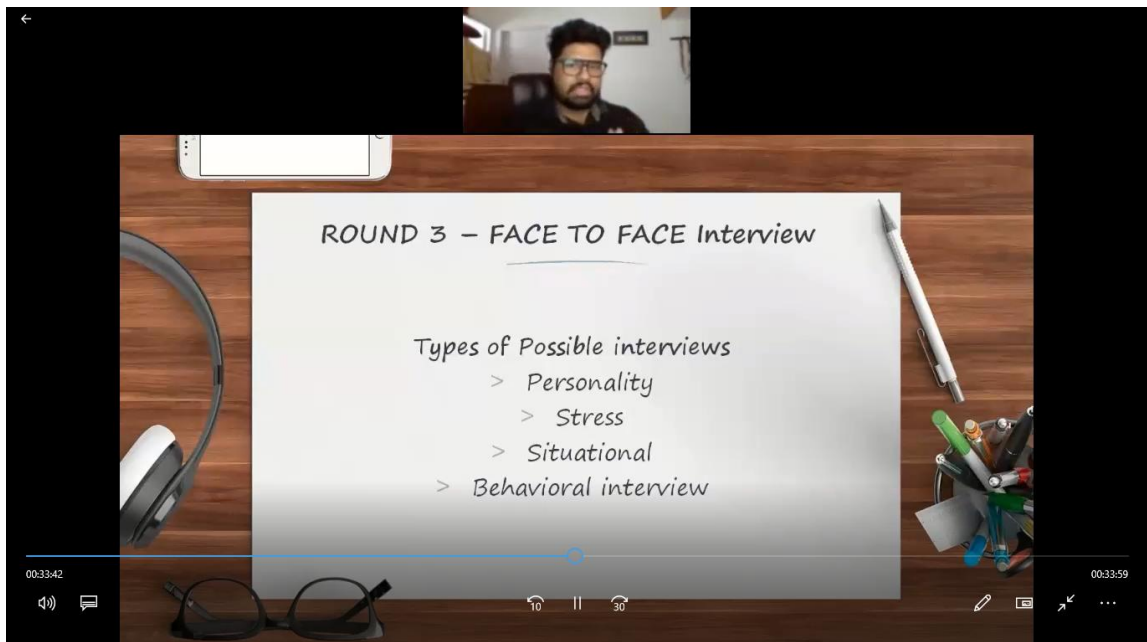 ROUND 3 – FACE TO FACE Interview
Types of Possible interviews
> Personality
> Stress
> Situational
> Behavioral interview
00:33:42
00:33:59
10
30